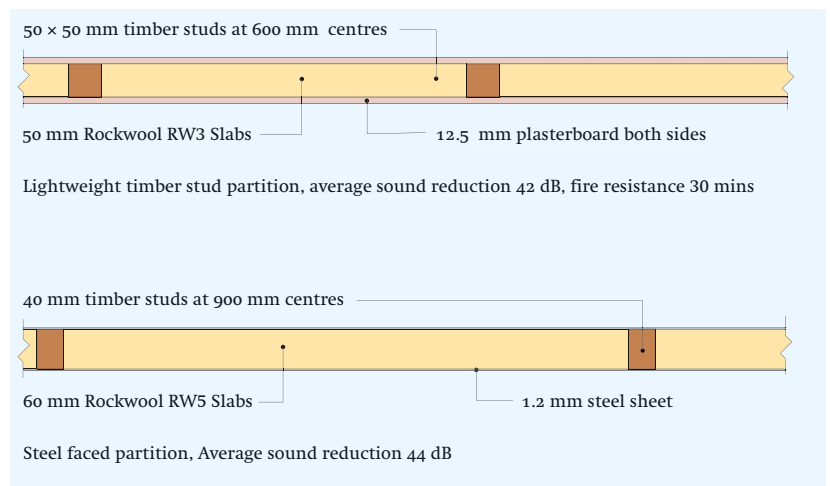 50 × 50 mm timber studs at 600 mm centres
50 mm Rockwool RW3 Slabs
12.5 mm plasterboard both sides
Lightweight timber stud partition, average sound reduction 42 dB, fire resistance 30 mins
40 mm timber studs at 900 mm centres
60 mm Rockwool RW5 Slabs
1.2 mm steel sheet
Steel faced partition, Average sound reduction 44 dB